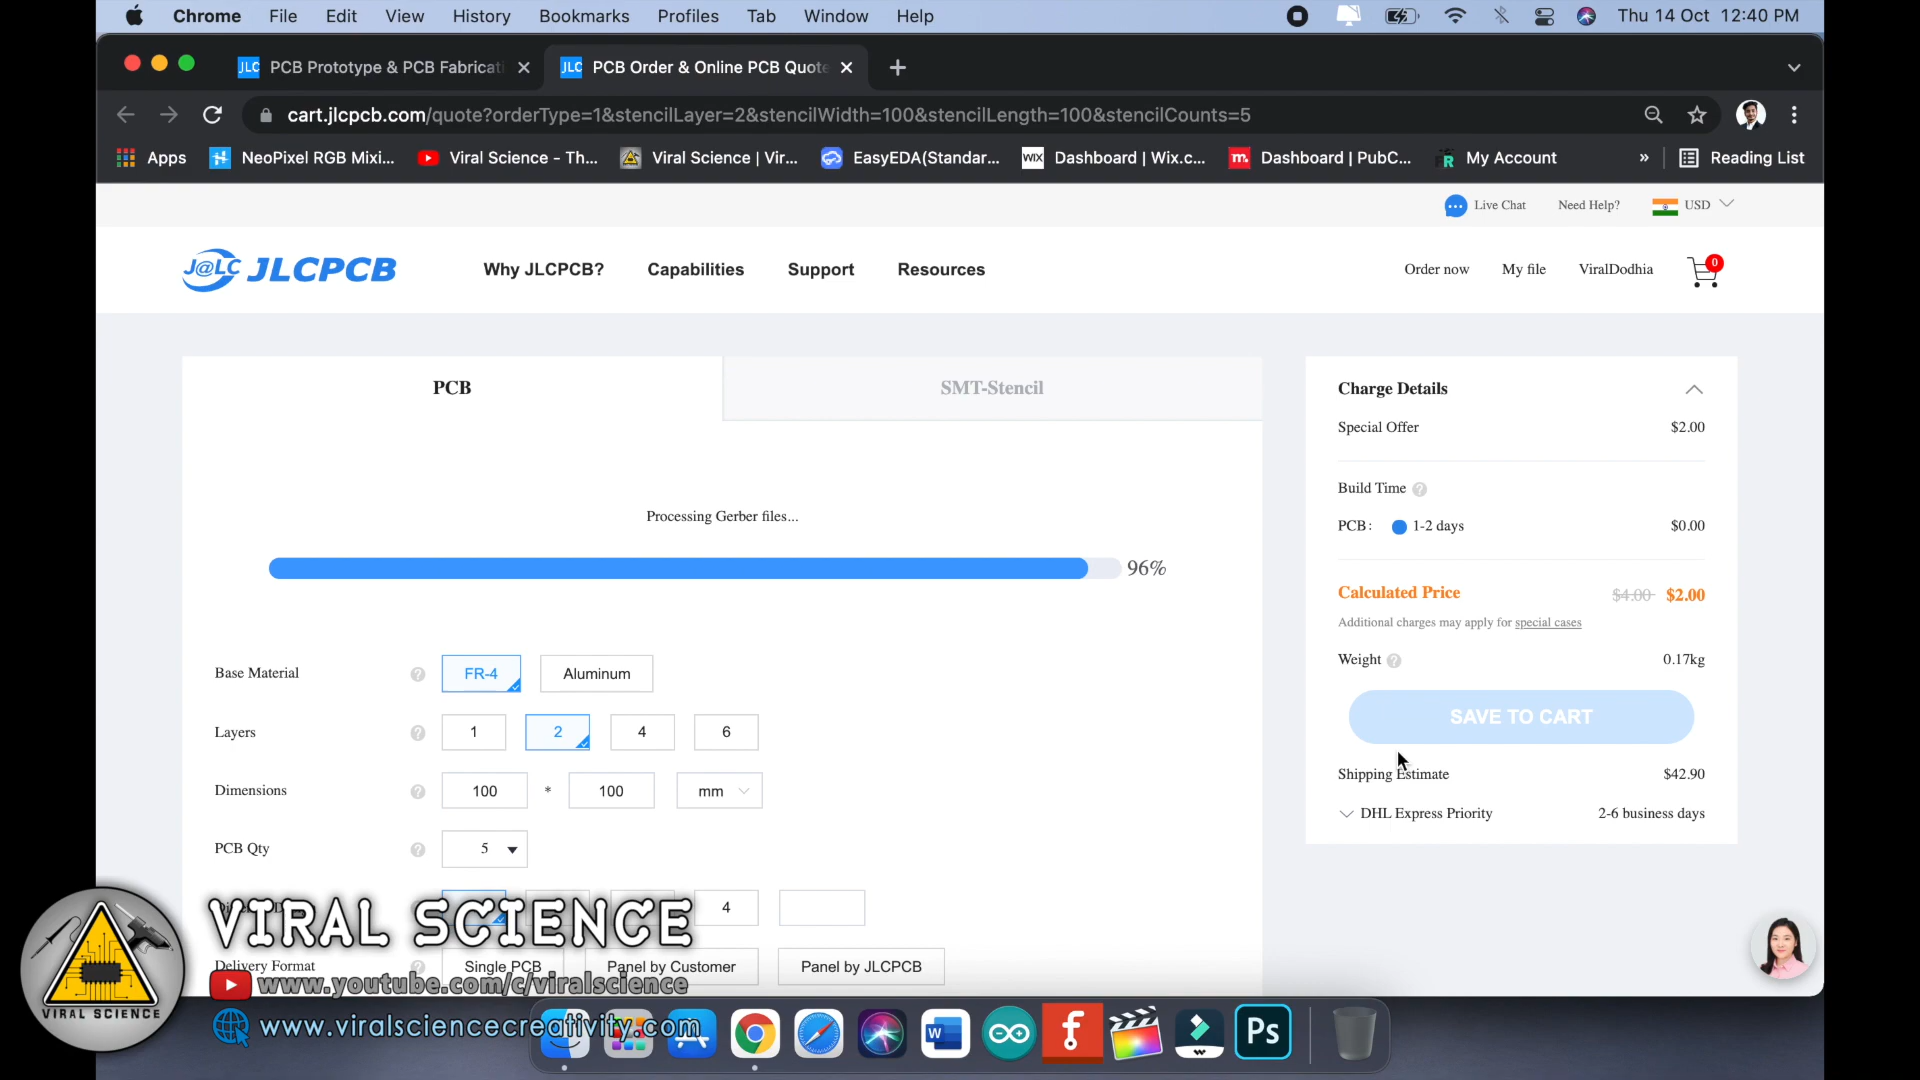 Chrome File Edit View History Bookmarks Profiles Tab Window Help Thu 14 Oct 12:40 PM
JLC PCB Prototype & PCB Fabricati JLC PCB Order & Online PCB Quote
cart.jlcpcb.com/quote?orderType=1&stencilLayer=2&stencilWidth=100&stencilLength=100&stencilCounts=5
Apps NeoPixel RGB Mixi... Viral Science - Th... Viral Science | Vir... EasyEDA(Standar... WIX Dashboard | Wix.c... m. Dashboard | PubC... My Account » Reading List
Live Chat Need Help? USD
J@LC JLCPCB Why JLCPCB? Capabilities Support Resources Order now My file ViralDodhia 0
PCB SMT-Stencil
Processing Gerber files...
96%
Base Material ? FR-4 Aluminum
Layers ? 1 2 4 6
Dimensions ? 100 * 100 mm
PCB Qty ? 5
4
Delivery Format ? Single PCB Panel by Customer Panel by JLCPCB
Charge Details
Special Offer $2.00
Build Time ?
PCB: 1-2 days $0.00
Calculated Price $4.00 $2.00
Additional charges may apply for special cases
Weight ? 0.17kg
SAVE TO CART
Shipping Estimate $42.90
DHL Express Priority 2-6 business days
VIRAL SCIENCE
VIRAL SCIENCE
www.youtube.com/c/viralscience
www.viralsciencecreativity.com
W f Ps